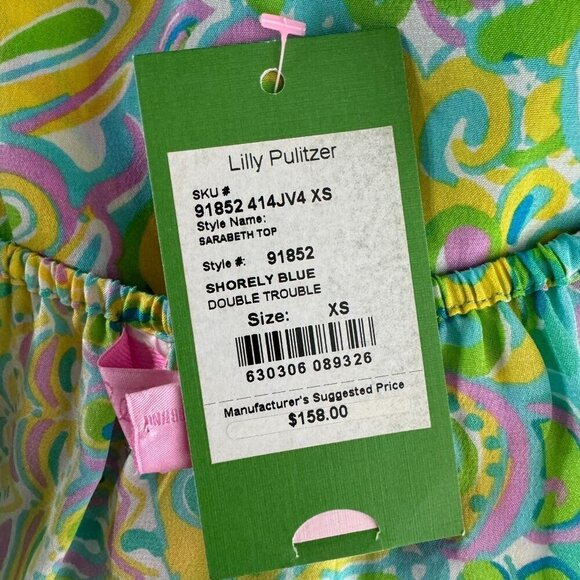 Lilly Pulitzer
SKU #
91852 414JV4 XS
Style Name:
SARABETH TOP
Style #: 91852
SHORELY BLUE
DOUBLE TROUBLE
Size: XS
630306 089326
Manufacturer's Suggested Price
$158.00